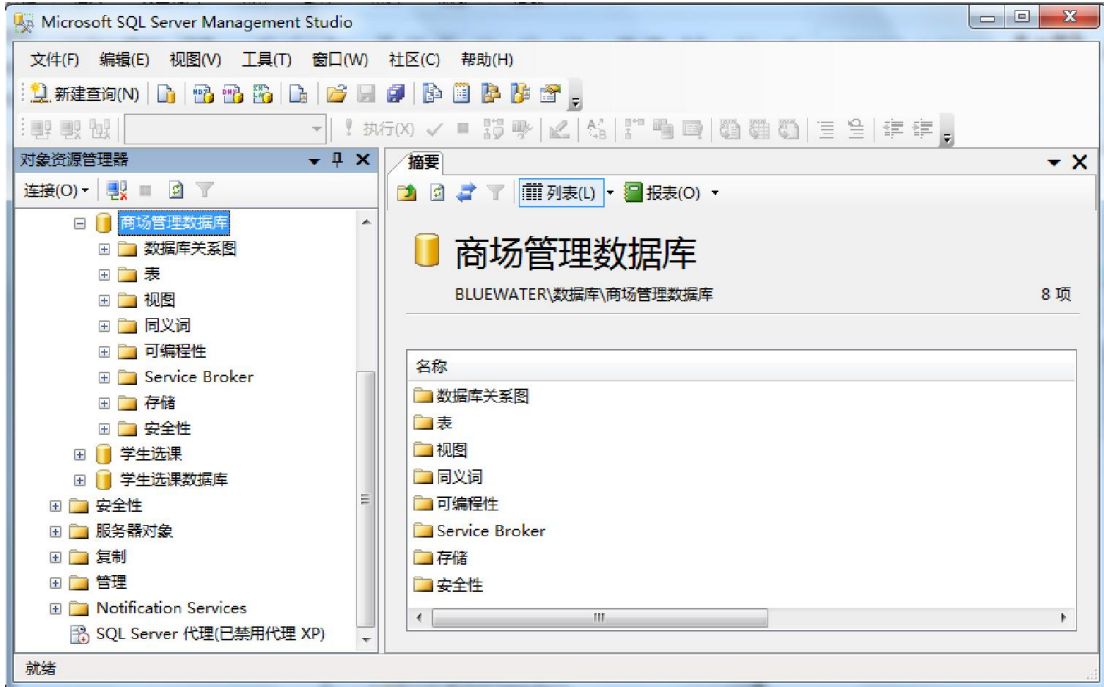 Microsoft SQL Server Management Studio
文件(F) 编辑(E) 视图(V) 工具(T) 窗口(W) 社区(C) 帮助(H)
新建查询(N)
执行(X)
对象资源管理器
连接(O)
商场管理数据库
数据库关系图
表
视图
同义词
可编程性
Service Broker
存储
安全性
学生选课
学生选课数据库
安全性
服务器对象
复制
管理
Notification Services
SQL Server 代理(已禁用代理 XP)
摘要
列表(L) 报表(O)
商场管理数据库
BLUEWATER\数据库\商场管理数据库 8 项
名称
数据库关系图
表
视图
同义词
可编程性
Service Broker
存储
安全性
就绪